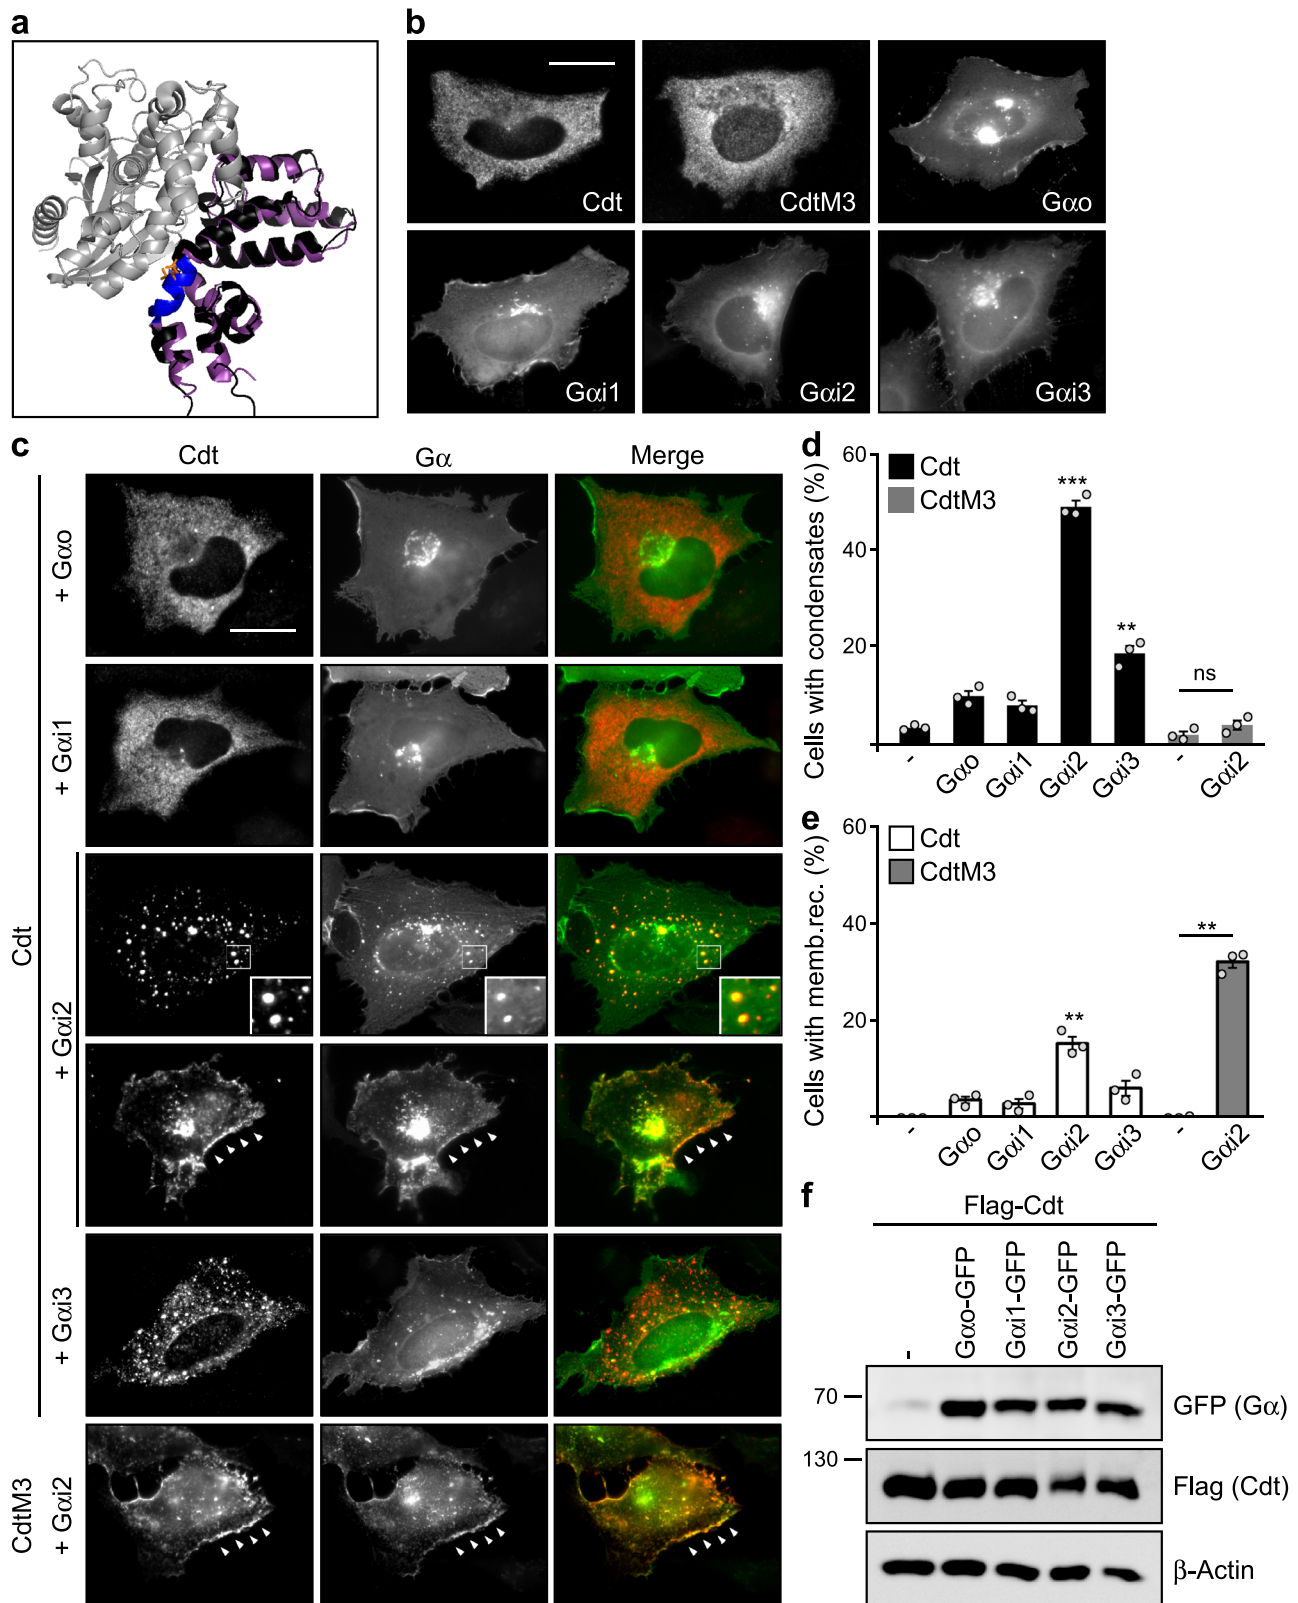 a
b
Cdt
CdtM3
Gαo
Gαi1
Gαi2
Gαi3
c
Cdt
Gα
Merge
Cdt
+ Gαo
+ Gαi1
+ Gαi2
+ Gαi3
CdtM3
+ Gαi2
d
Cells with condensates (%)
60
40
20
Cdt
CdtM3
***
**
ns
-
Gαo
Gαi1
Gαi2
Gαi3
-
Gαi2
e
Cells with memb.rec. (%)
60
40
20
Cdt
CdtM3
**
**
-
Gαo
Gαi1
Gαi2
Gαi3
-
Gαi2
f
Flag-Cdt
-
Gαo-GFP
Gαi1-GFP
Gαi2-GFP
Gαi3-GFP
70
GFP (Gα)
130
Flag (Cdt)
β-Actin